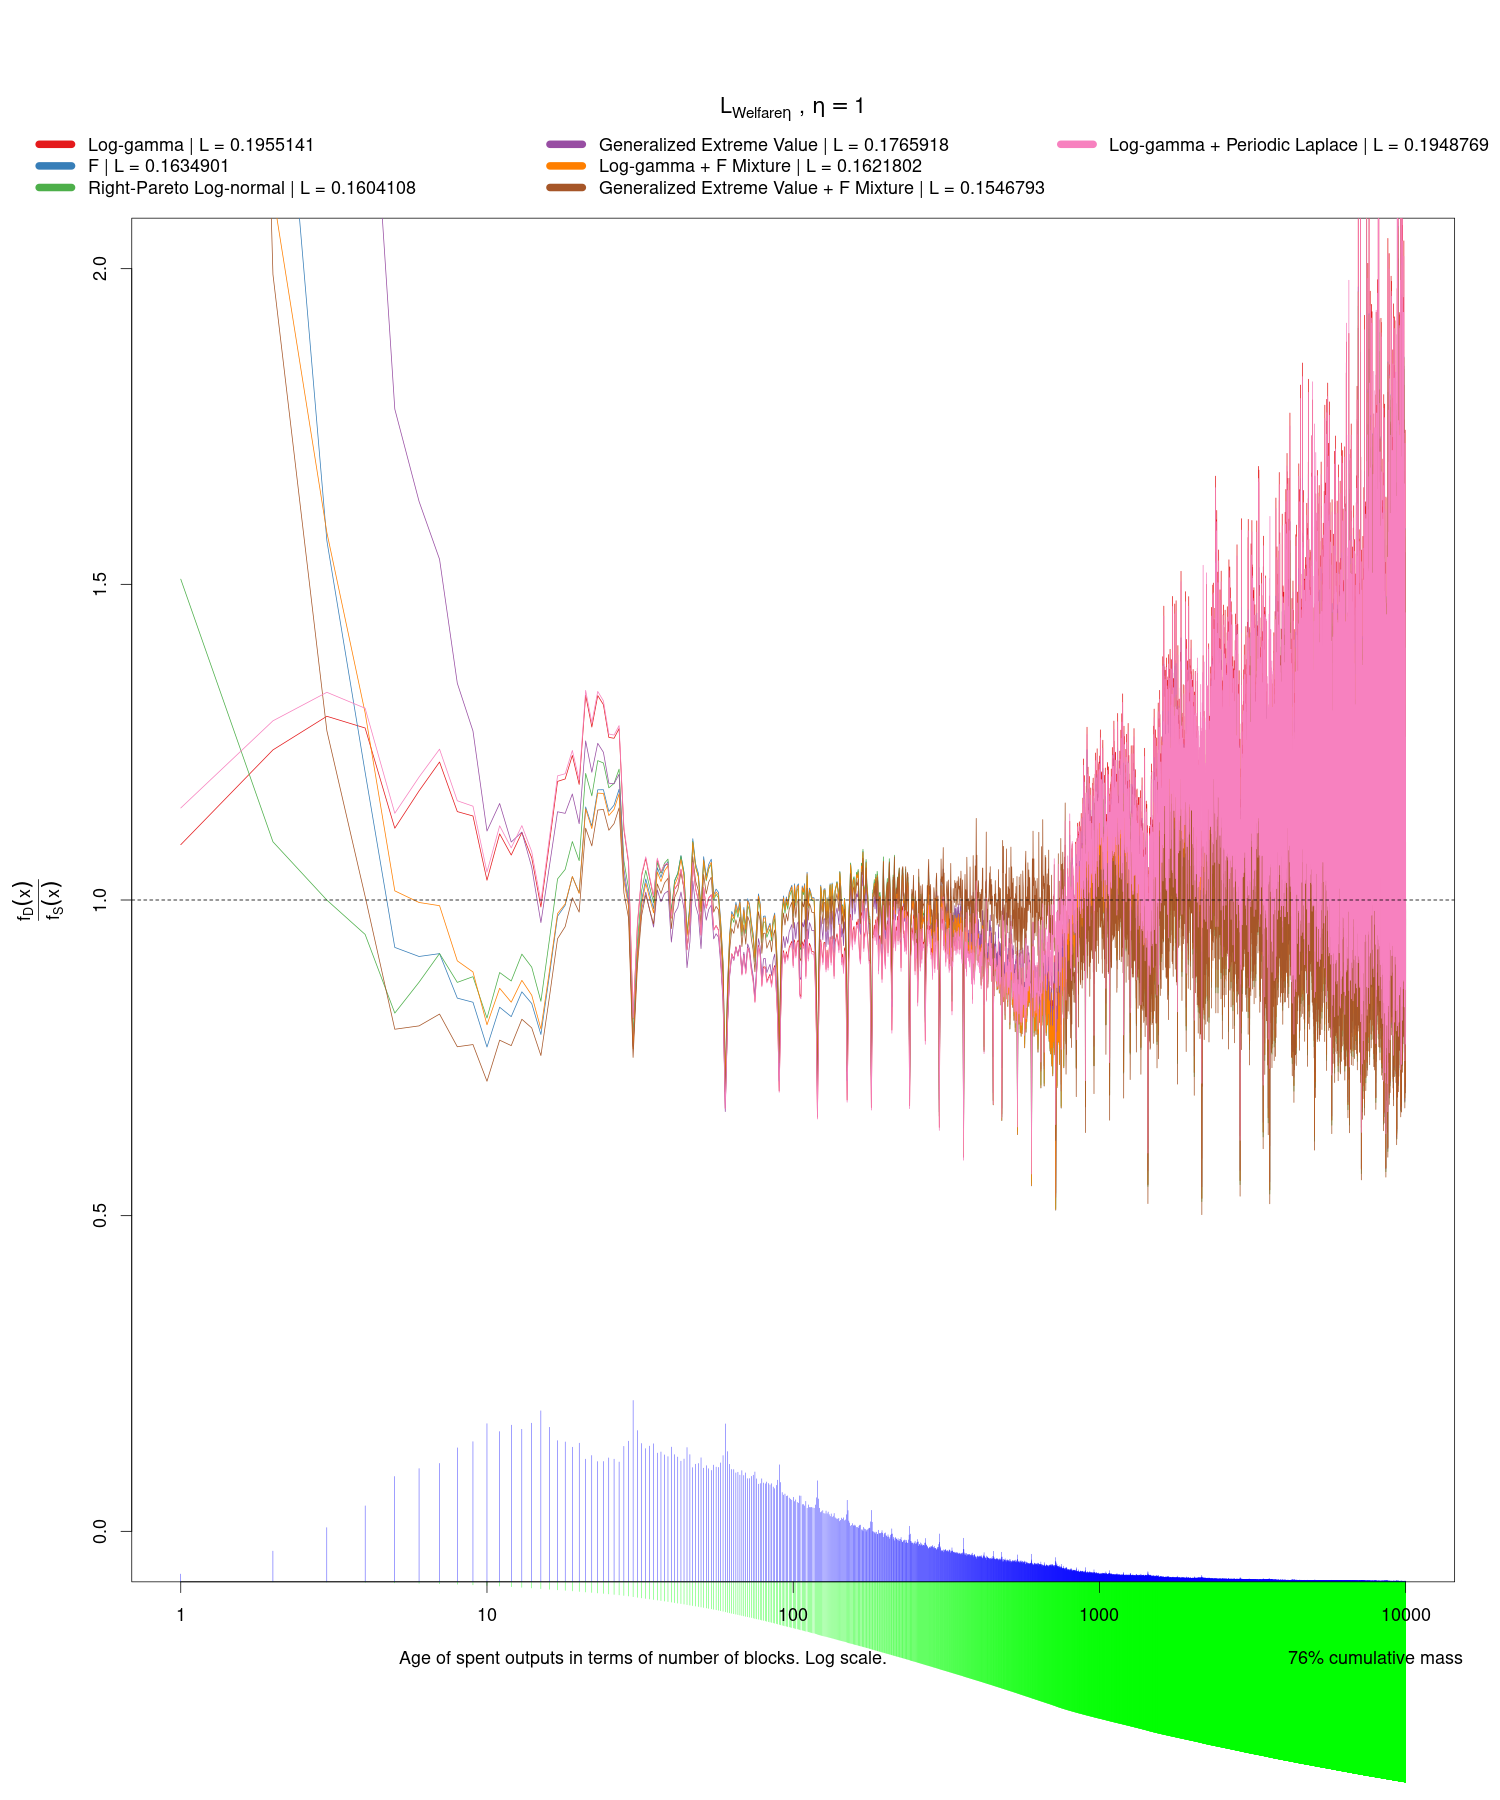 L_Welfareη , η = 1
Log-gamma | L = 0.1955141
F | L = 0.1634901
Right-Pareto Log-normal | L = 0.1604108
Generalized Extreme Value | L = 0.1765918
Log-gamma + F Mixture | L = 0.1621802
Generalized Extreme Value + F Mixture | L = 0.1546793
Log-gamma + Periodic Laplace | L = 0.1948769
2.0
1.5
1.0
0.5
0.0
f_D(x)
f_S(x)
1 10 100 1000 10000
Age of spent outputs in terms of number of blocks. Log scale.
76% cumulative mass